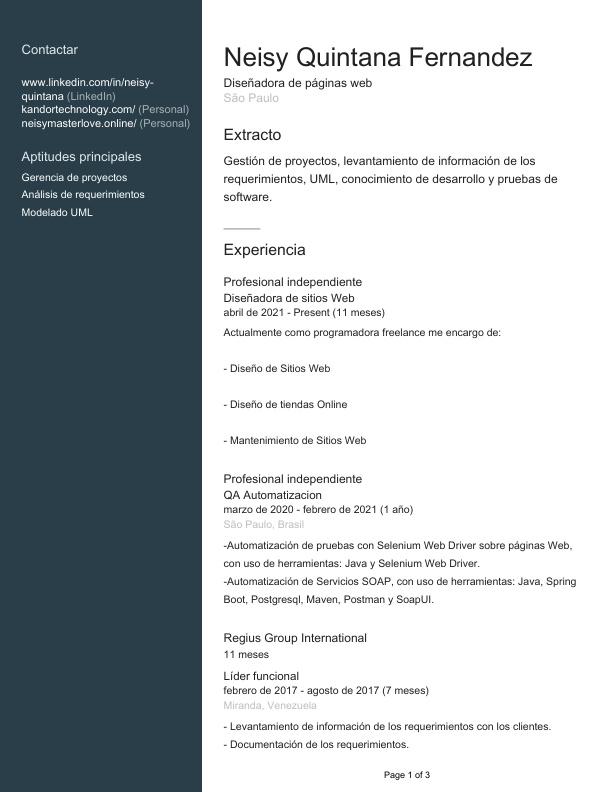 Contactar
www.linkedin.com/in/neisy-
quintana (LinkedIn)
kandortechnology.com/ (Personal)
neisymasterlove.online/ (Personal)
Aptitudes principales
Gerencia de proyectos
Análisis de requerimientos
Modelado UML
Neisy Quintana Fernandez
Diseñadora de páginas web
São Paulo
Extracto
Gestión de proyectos, levantamiento de información de los
requerimientos, UML, conocimiento de desarrollo y pruebas de
software.
Experiencia
Profesional independiente
Diseñadora de sitios Web
abril de 2021 - Present (11 meses)
Actualmente como programadora freelance me encargo de:
- Diseño de Sitios Web
- Diseño de tiendas Online
- Mantenimiento de Sitios Web
Profesional independiente
QA Automatizacion
marzo de 2020 - febrero de 2021 (1 año)
São Paulo, Brasil
-Automatización de pruebas con Selenium Web Driver sobre páginas Web,
con uso de herramientas: Java y Selenium Web Driver.
-Automatización de Servicios SOAP, con uso de herramientas: Java, Spring
Boot, Postgresql, Maven, Postman y SoapUI.
Regius Group International
11 meses
Líder funcional
febrero de 2017 - agosto de 2017 (7 meses)
Miranda, Venezuela
- Levantamiento de información de los requerimientos con los clientes.
- Documentación de los requerimientos.
Page 1 of 3